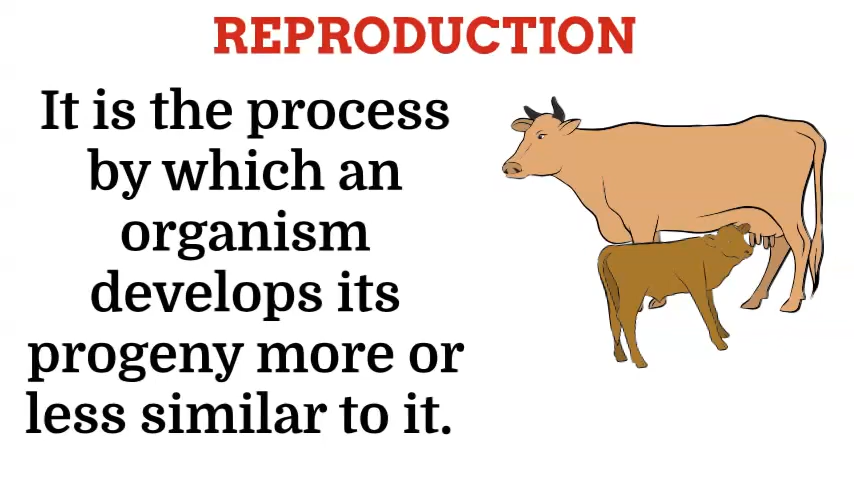 REPRODUCTION
It is the process
by which an
organism
develops its
progeny more or
less similar to it.